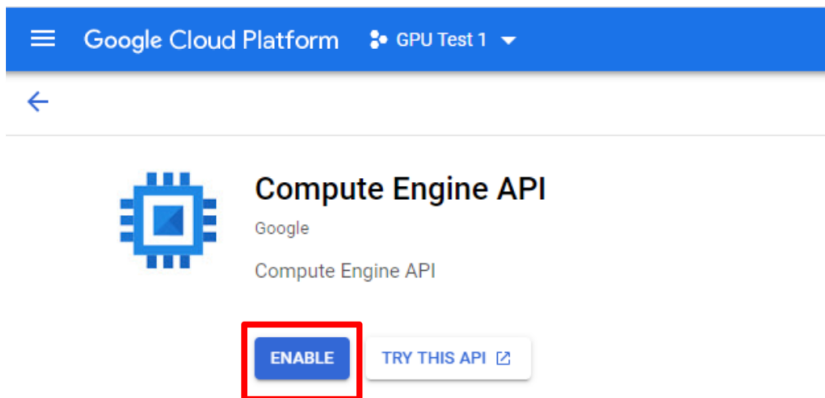 Google Cloud Platform GPU Test 1
Compute Engine API
Google
Compute Engine API
ENABLE TRY THIS API